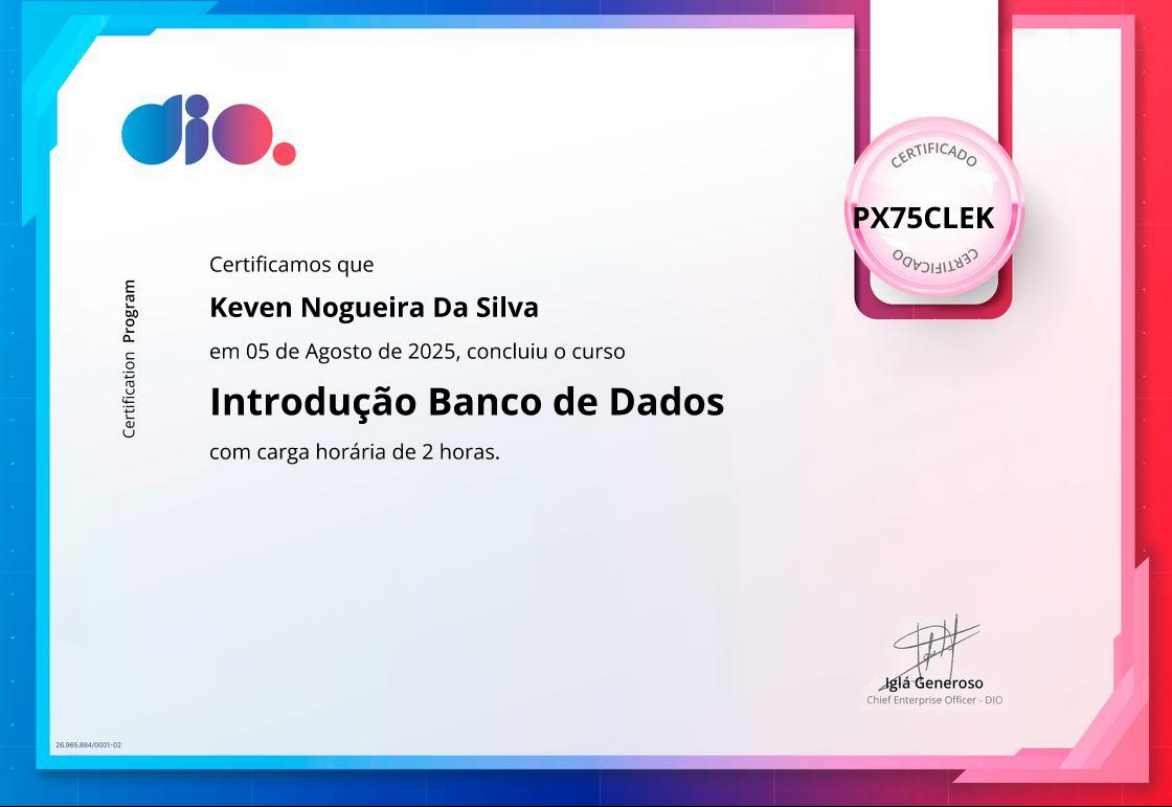 dio.
CERTIFICADO
PX75CLEK
CERTIFICADO
Certification Program
Certificamos que
Keven Nogueira Da Silva
em 05 de Agosto de 2025, concluiu o curso
Introdução Banco de Dados
com carga horária de 2 horas.
Iglá Generoso
Chief Enterprise Officer - DIO
26.965.884/0001-02